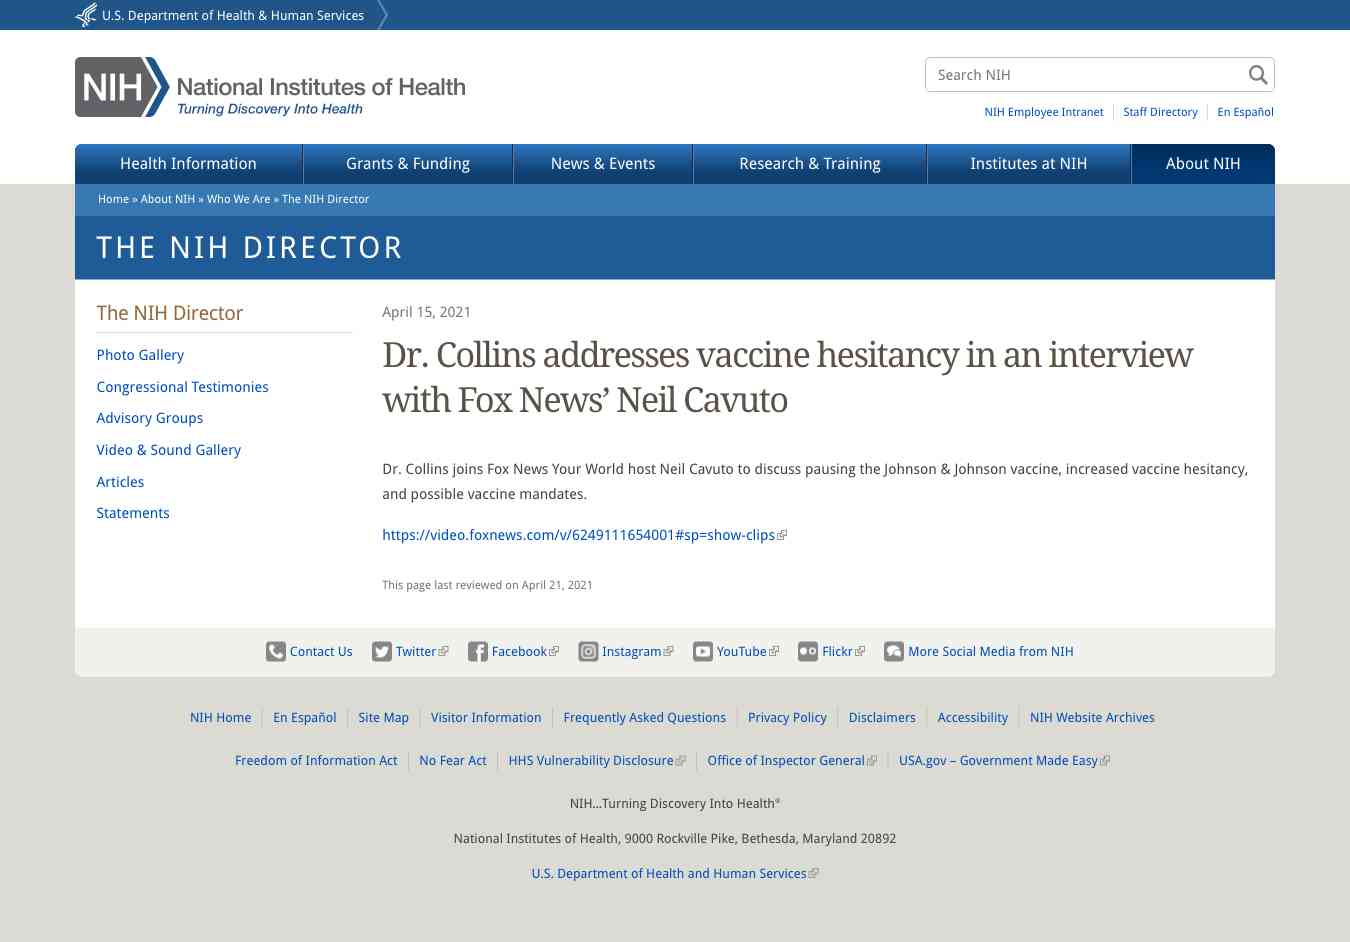 U.S. Department of Health & Human Services
NIH National Institutes of Health
Turning Discovery Into Health
Search NIH
NIH Employee Intranet Staff Directory En Español
Health Information Grants & Funding News & Events Research & Training Institutes at NIH About NIH
Home » About NIH » Who We Are » The NIH Director
THE NIH DIRECTOR
The NIH Director
Photo Gallery
Congressional Testimonies
Advisory Groups
Video & Sound Gallery
Articles
Statements
April 15, 2021
Dr. Collins addresses vaccine hesitancy in an interview
with Fox News’ Neil Cavuto
Dr. Collins joins Fox News Your World host Neil Cavuto to discuss pausing the Johnson & Johnson vaccine, increased vaccine hesitancy,
and possible vaccine mandates.
https://video.foxnews.com/v/6249111654001#sp=show-clips
This page last reviewed on April 21, 2021
Contact Us Twitter Facebook Instagram YouTube Flickr More Social Media from NIH
NIH Home En Español Site Map Visitor Information Frequently Asked Questions Privacy Policy Disclaimers Accessibility NIH Website Archives
Freedom of Information Act No Fear Act HHS Vulnerability Disclosure Office of Inspector General USA.gov – Government Made Easy
NIH…Turning Discovery Into Health®
National Institutes of Health, 9000 Rockville Pike, Bethesda, Maryland 20892
U.S. Department of Health and Human Services